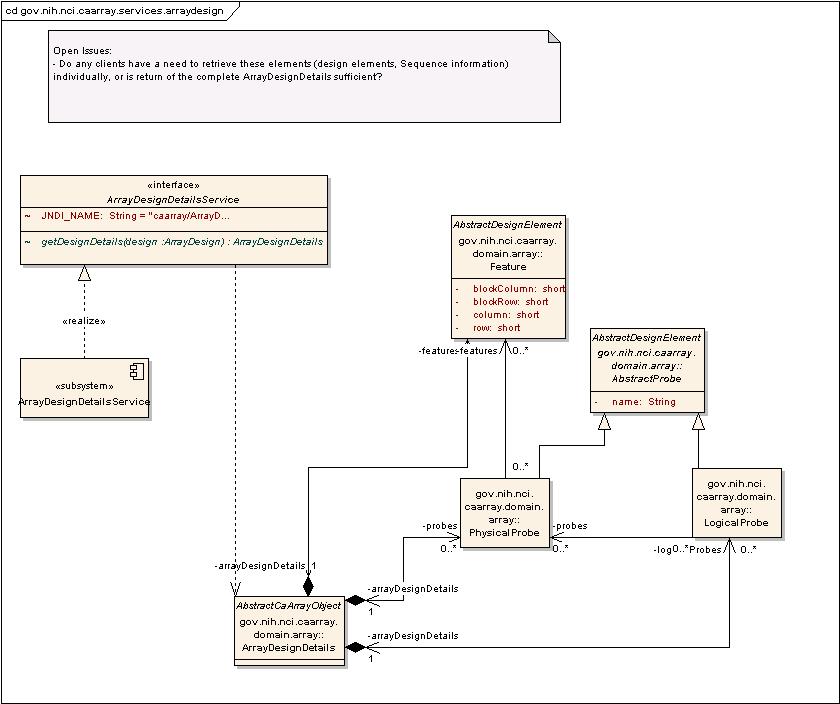 cd gov.nih.nci.caarray.services.arraydesign
Open Issues:
- Do any clients have a need to retrieve these elements (design elements, Sequence information)
individually, or is return of the complete ArrayDesignDetails sufficient?
«interface»
ArrayDesignDetailsService
~ JNDI_NAME: String = "caarray/ArrayD...
~ getDesignDetails(design :ArrayDesign) : ArrayDesignDetails
«realize»
«subsystem»
ArrayDesignDetailsService
AbstractDesignElement
gov.nih.nci.caarray.
domain.array::
Feature
- blockColumn: short
- blockRow: short
- column: short
- row: short
AbstractDesignElement
gov.nih.nci.caarray.
domain.array::
AbstractProbe
- name: String
-feature
-features
0..*
0..*
gov.nih.nci.
caarray.domain.
array::
PhysicalProbe
gov.nih.nci.
caarray.domain.
array::
LogicalProbe
-probes
0..*
-probes
0..*
-log
0..*
Probes
0..*
-arrayDesignDetails
1
-arrayDesignDetails
1
-arrayDesignDetails
1
AbstractCaArrayObject
gov.nih.nci.caarray.
domain.array::
ArrayDesignDetails